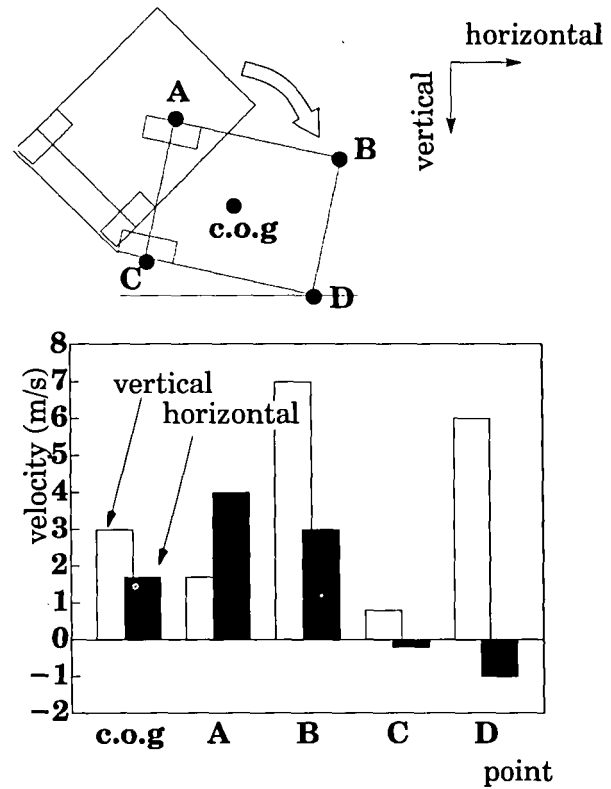 horizontal
vertical
A
B
c.o.g
C
D
8
7
6
5
4
3
2
1
0
−1
−2
velocity (m/s)
vertical
horizontal
c.o.g A B C D
point